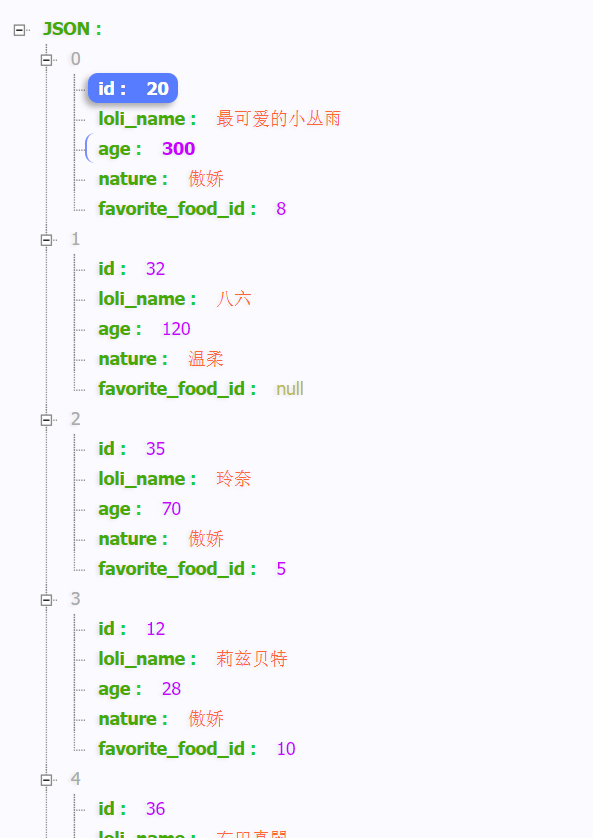 JSON :
0
id : 20
loli_name : 最可爱的小丛雨
age : 300
nature : 傲娇
favorite_food_id : 8
1
id : 32
loli_name : 八六
age : 120
nature : 温柔
favorite_food_id : null
2
id : 35
loli_name : 玲奈
age : 70
nature : 傲娇
favorite_food_id : 5
3
id : 12
loli_name : 莉兹贝特
age : 28
nature : 傲娇
favorite_food_id : 10
4
id : 36
loli_name :